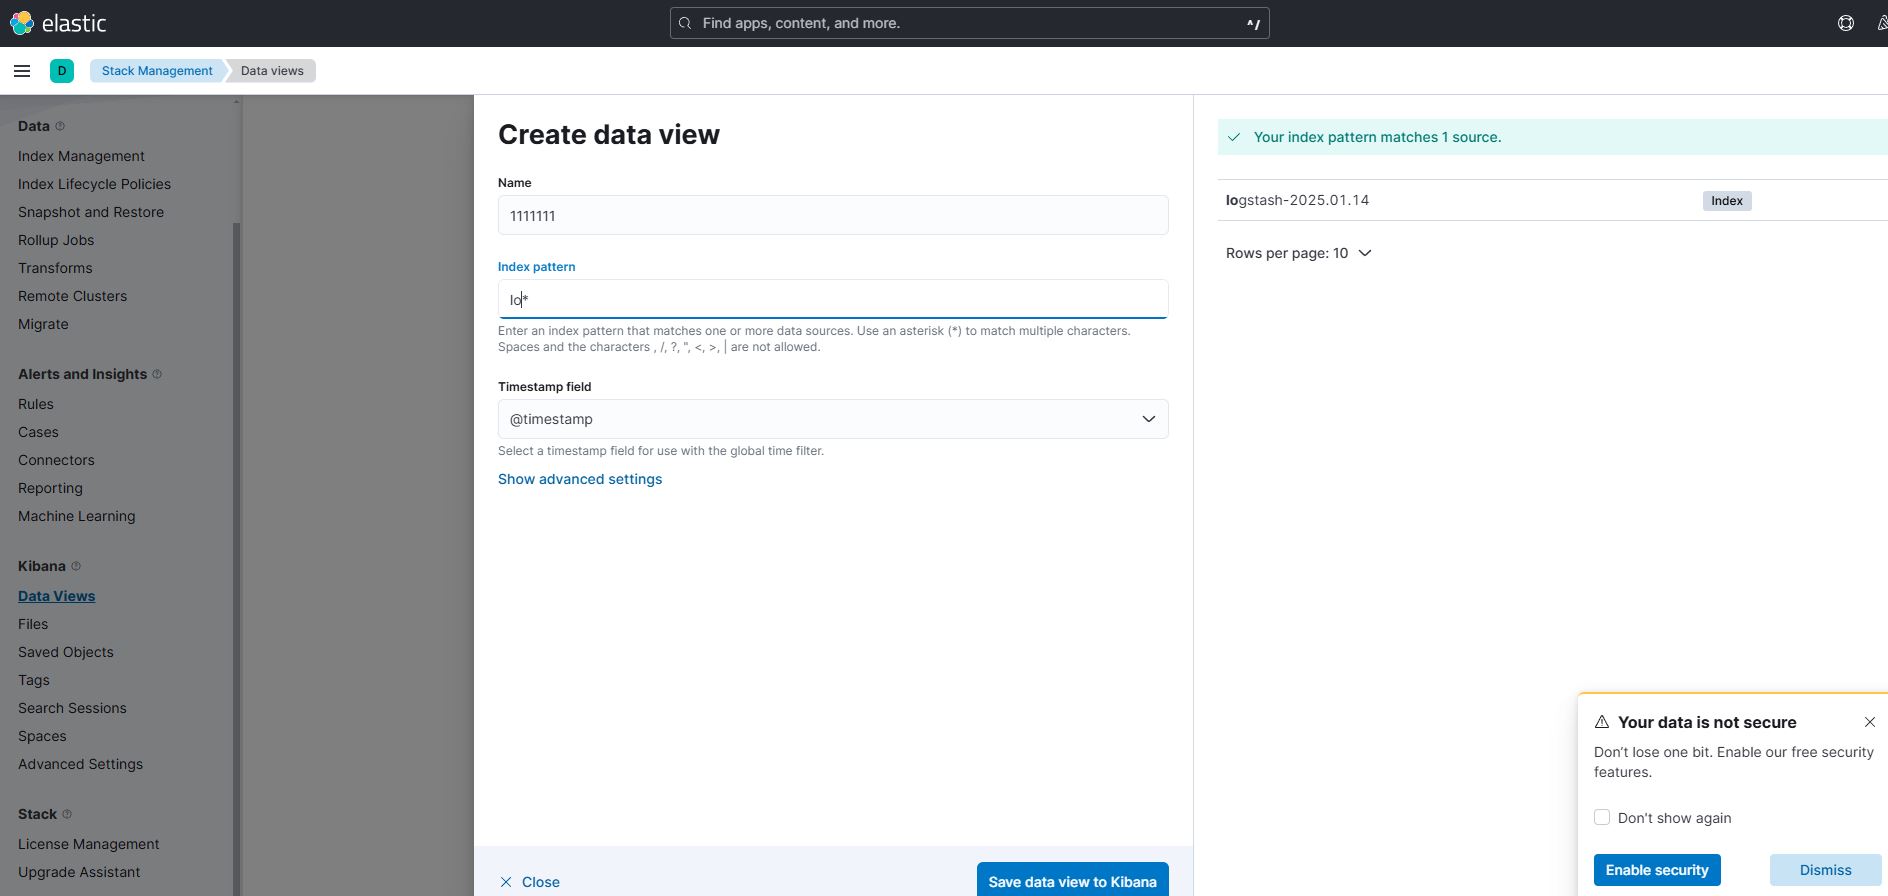 elastic
Find apps, content, and more.
^/
D
Stack Management
Data views
Data
Index Management
Index Lifecycle Policies
Snapshot and Restore
Rollup Jobs
Transforms
Remote Clusters
Migrate
Alerts and Insights
Rules
Cases
Connectors
Reporting
Machine Learning
Kibana
Data Views
Files
Saved Objects
Tags
Search Sessions
Spaces
Advanced Settings
Stack
License Management
Upgrade Assistant
Create data view
Name
1111111
Index pattern
lo*
Enter an index pattern that matches one or more data sources. Use an asterisk (*) to match multiple characters.
Spaces and the characters , /, ?, ", <, >, | are not allowed.
Timestamp field
@timestamp
Select a timestamp field for use with the global time filter.
Show advanced settings
Close
Save data view to Kibana
Your index pattern matches 1 source.
logstash-2025.01.14
Index
Rows per page: 10
Your data is not secure
Don't lose one bit. Enable our free security
features.
Don't show again
Enable security
Dismiss